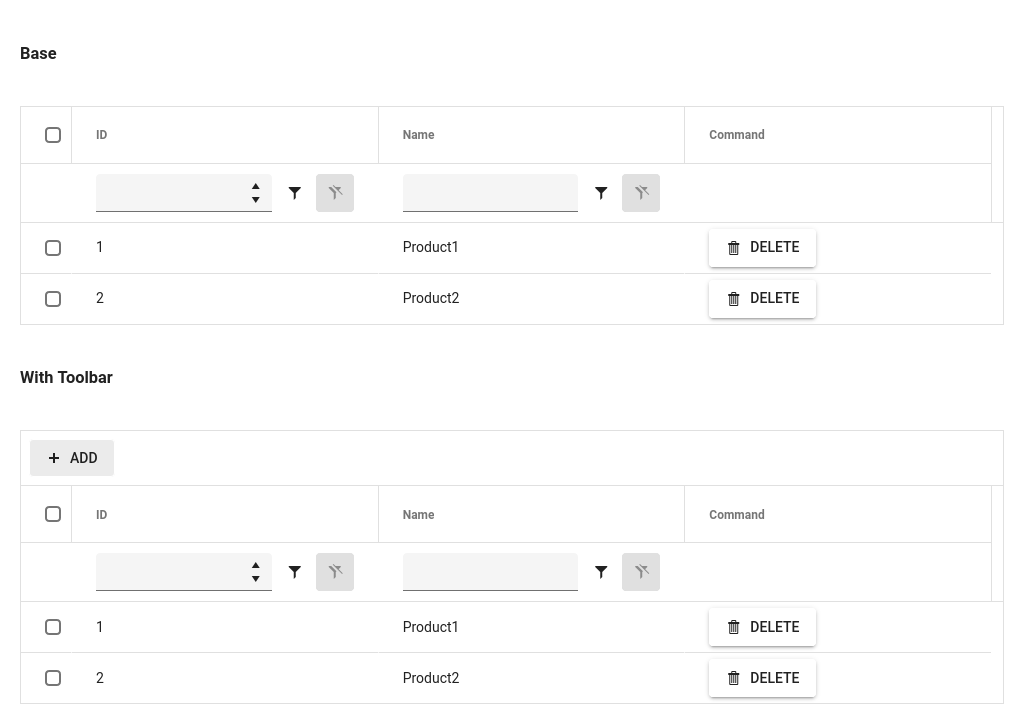 Base
ID Name Command
1 Product1 DELETE
2 Product2 DELETE
With Toolbar
ADD
ID Name Command
1 Product1 DELETE
2 Product2 DELETE